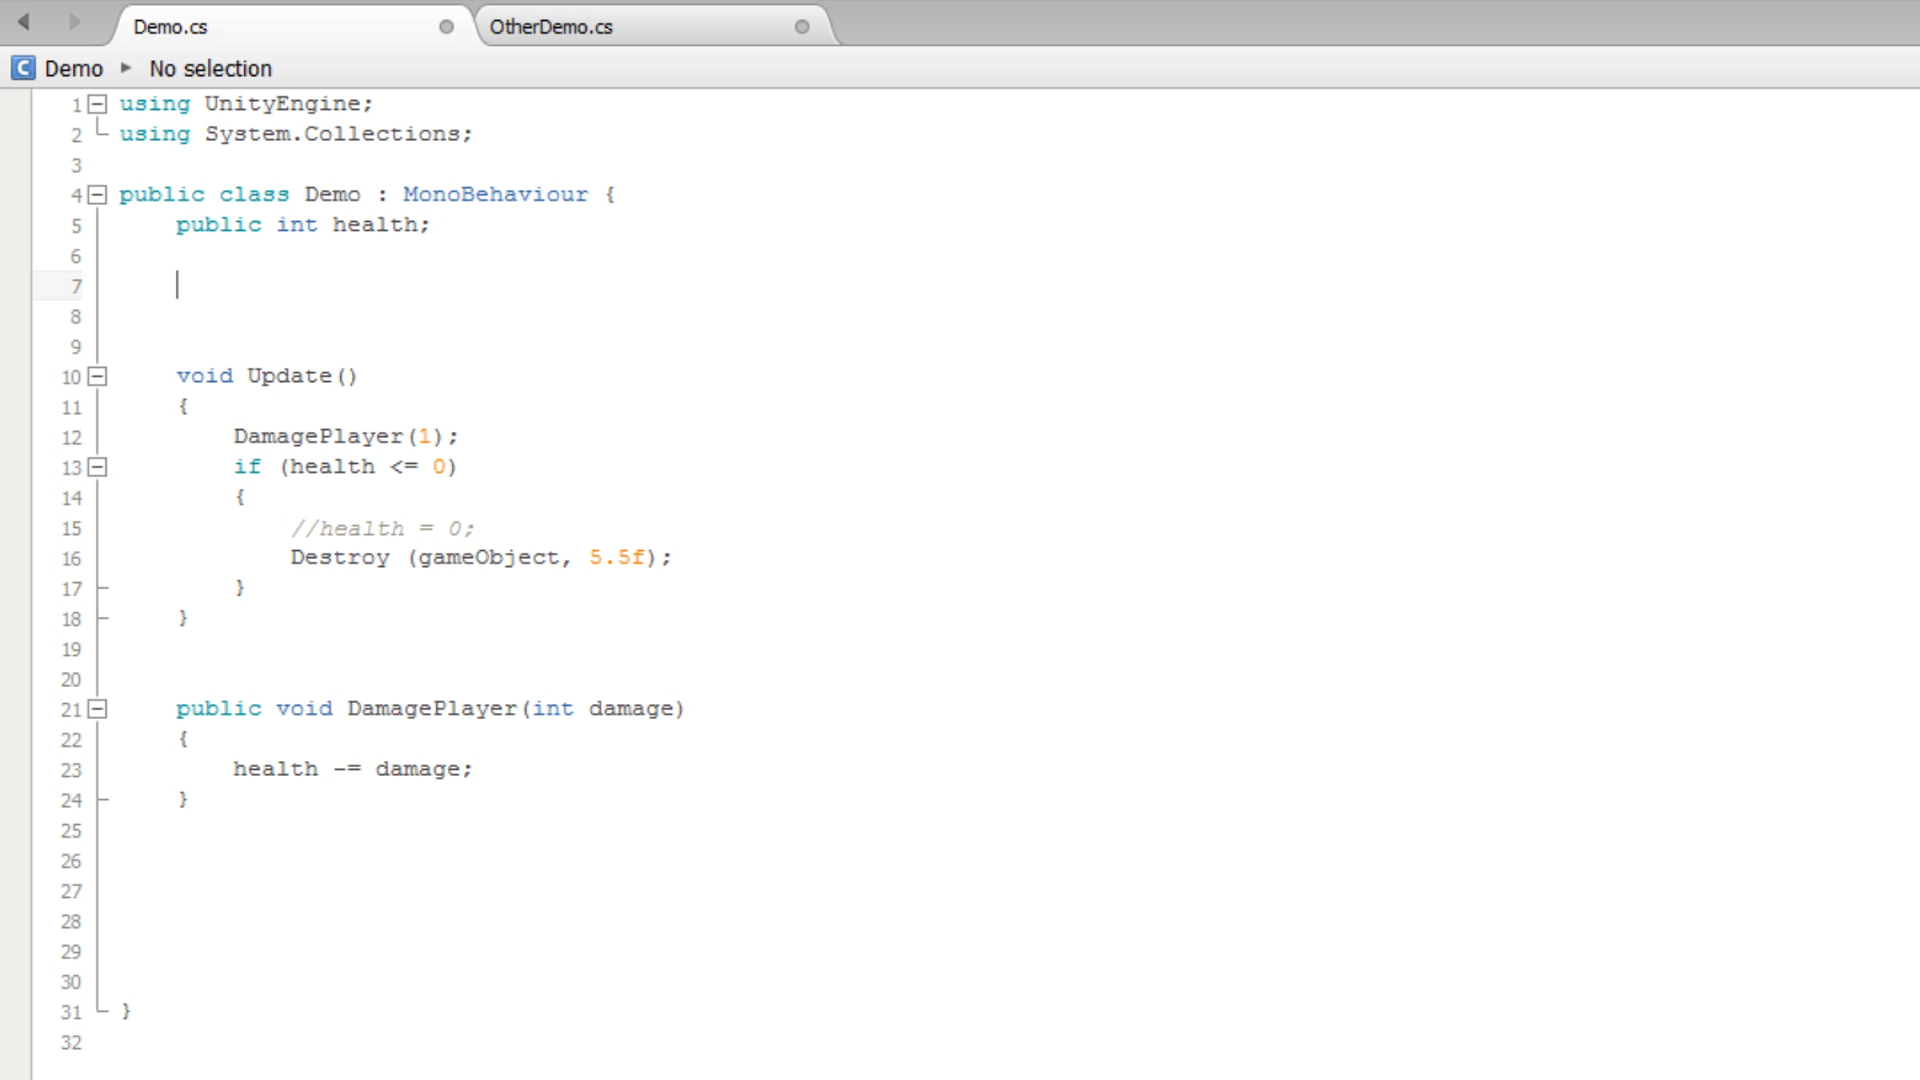 Demo.cs
OtherDemo.cs
C Demo ▸ No selection
1 using UnityEngine;
2 using System.Collections;
3
4 public class Demo : MonoBehaviour {
5     public int health;
6
7
8
9
10     void Update()
11     {
12         DamagePlayer(1);
13         if (health <= 0)
14         {
15             //health = 0;
16             Destroy (gameObject, 5.5f);
17         }
18     }
19
20
21     public void DamagePlayer(int damage)
22     {
23         health -= damage;
24     }
25
26
27
28
29
30
31 }
32